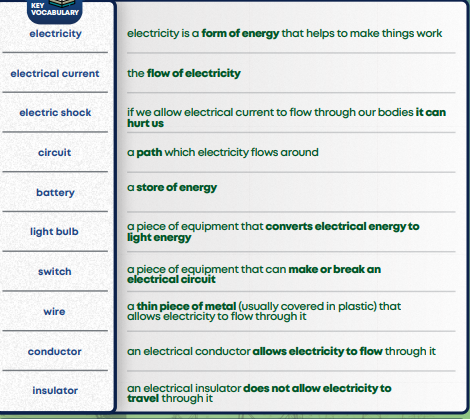 KEY
VOCABULARY
electricity
electricity is a form of energy that helps to make things work
electrical current
the flow of electricity
electric shock
if we allow electrical current to flow through our bodies it can
hurt us
circuit
a path which electricity flows around
battery
a store of energy
light bulb
a piece of equipment that converts electrical energy to
light energy
switch
a piece of equipment that can make or break an
electrical circuit
wire
a thin piece of metal (usually covered in plastic) that
allows electricity to flow through it
conductor
an electrical conductor allows electricity to flow through it
insulator
an electrical insulator does not allow electricity to
travel through it